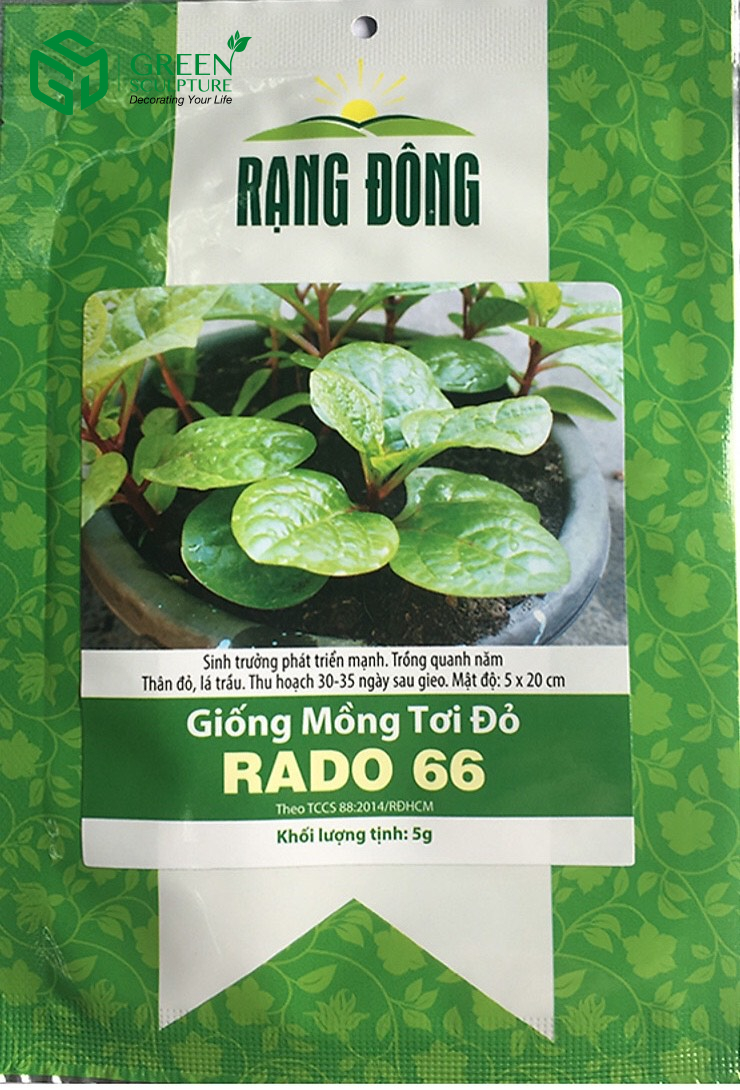 GREEN
SCULPTURE
Decorating Your Life
RẠNG ĐÔNG
Sinh trưởng phát triển mạnh. Trồng quanh năm
Thân đỏ, lá trầu. Thu hoạch 30-35 ngày sau gieo. Mật độ: 5 x 20 cm
Giống Mồng Tơi Đỏ
RADO 66
Theo TCCS 88:2014/RĐHCM
Khối lượng tịnh: 5g